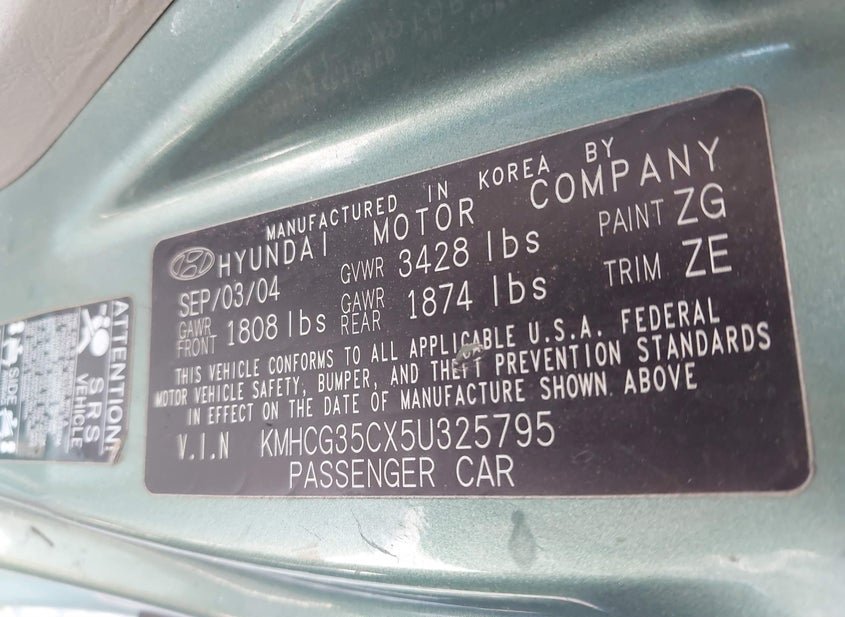 MANUFACTURED IN KOREA BY
HYUNDAI MOTOR COMPANY
SEP/03/04 GVWR 3428 lbs PAINT ZG
GAWR FRONT 1808 lbs GAWR REAR 1874 lbs TRIM ZE
THIS VEHICLE CONFORMS TO ALL APPLICABLE U.S.A. FEDERAL
MOTOR VEHICLE SAFETY, BUMPER, AND THEFT PREVENTION STANDARDS
IN EFFECT ON THE DATE OF MANUFACTURE SHOWN ABOVE
V.I.N KMHCG35CX5U325795
PASSENGER CAR
ATTENTION:
SRS
VEHICLE
SIDE